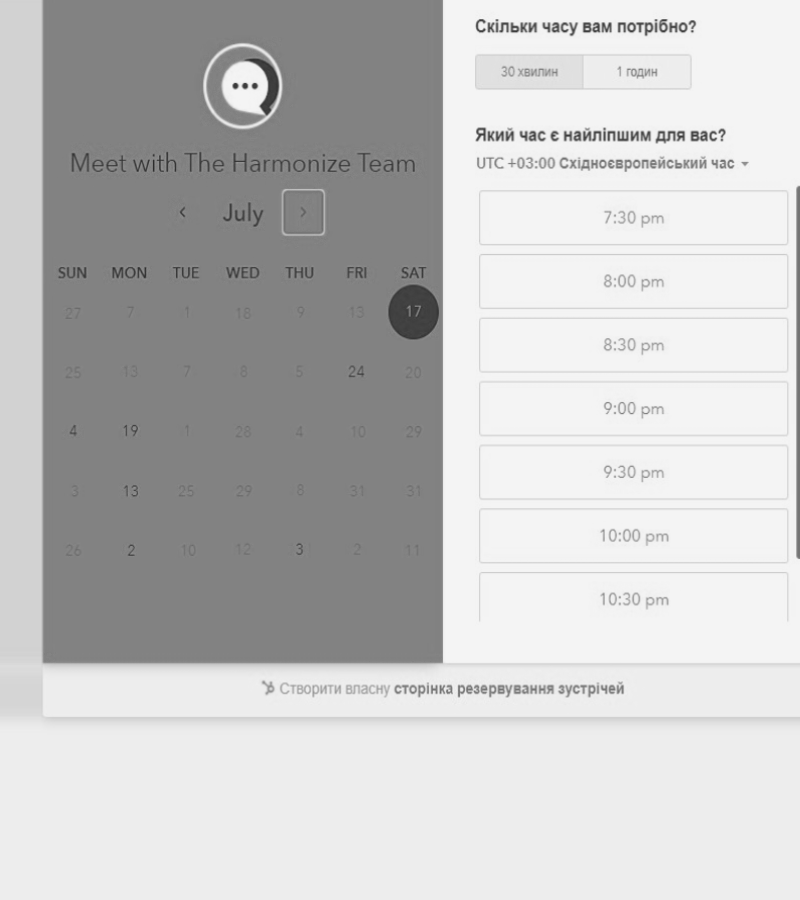 Meet with The Harmonize Team
July
SUN MON TUE WED THU FRI SAT
27 7 1 18 9 13 17
25 13 7 8 5 24 20
4 19 1 28 4 10 29
3 13 25 29 8 31 31
26 2 10 12 3 2 11
Скільки часу вам потрібно?
30 хвилин 1 годин
Який час є найліпшим для вас?
UTC +03:00 Східноєвропейський час
7:30 pm
8:00 pm
8:30 pm
9:00 pm
9:30 pm
10:00 pm
10:30 pm
Створити власну сторінка резервування зустрічей